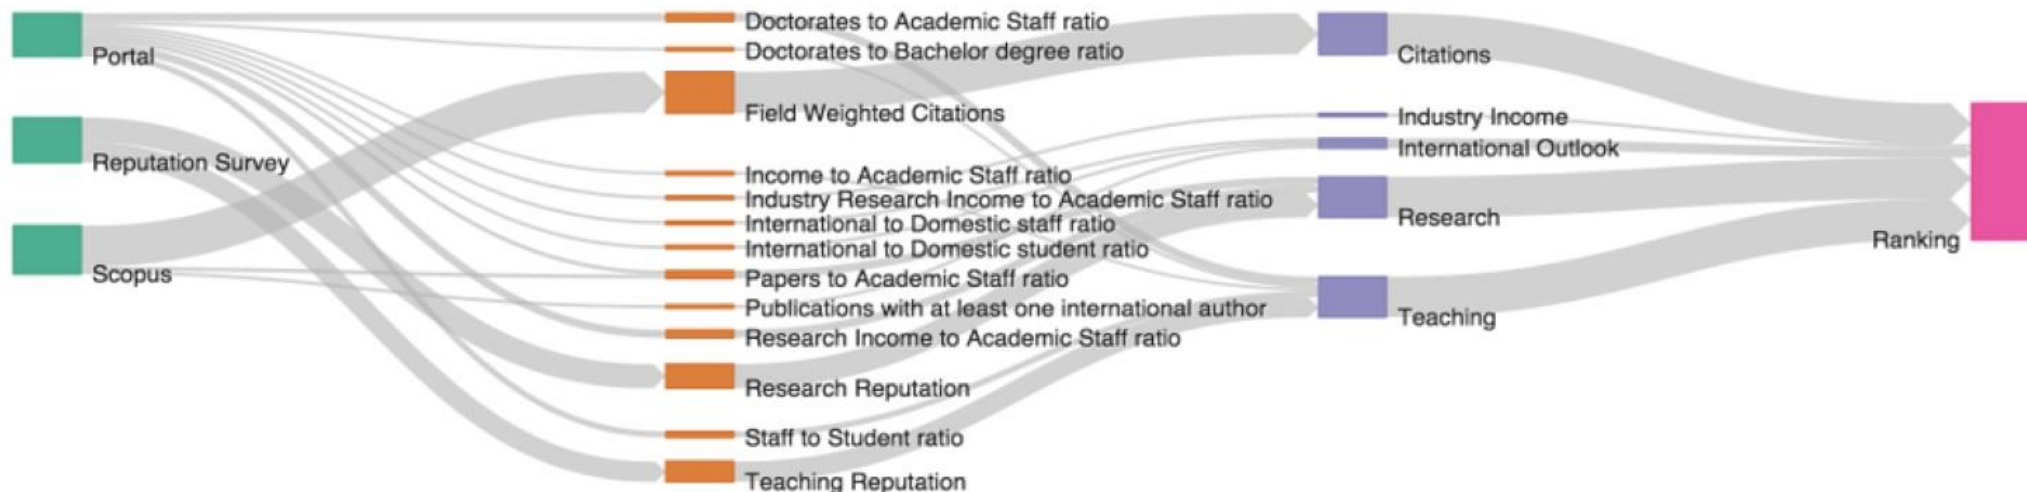 Portal
Reputation Survey
Scopus
Doctorates to Academic Staff ratio
Doctorates to Bachelor degree ratio
Field Weighted Citations
Income to Academic Staff ratio
Industry Research Income to Academic Staff ratio
International to Domestic staff ratio
International to Domestic student ratio
Papers to Academic Staff ratio
Publications with at least one international author
Research Income to Academic Staff ratio
Research Reputation
Staff to Student ratio
Teaching Reputation
Citations
Industry Income
International Outlook
Research
Teaching
Ranking